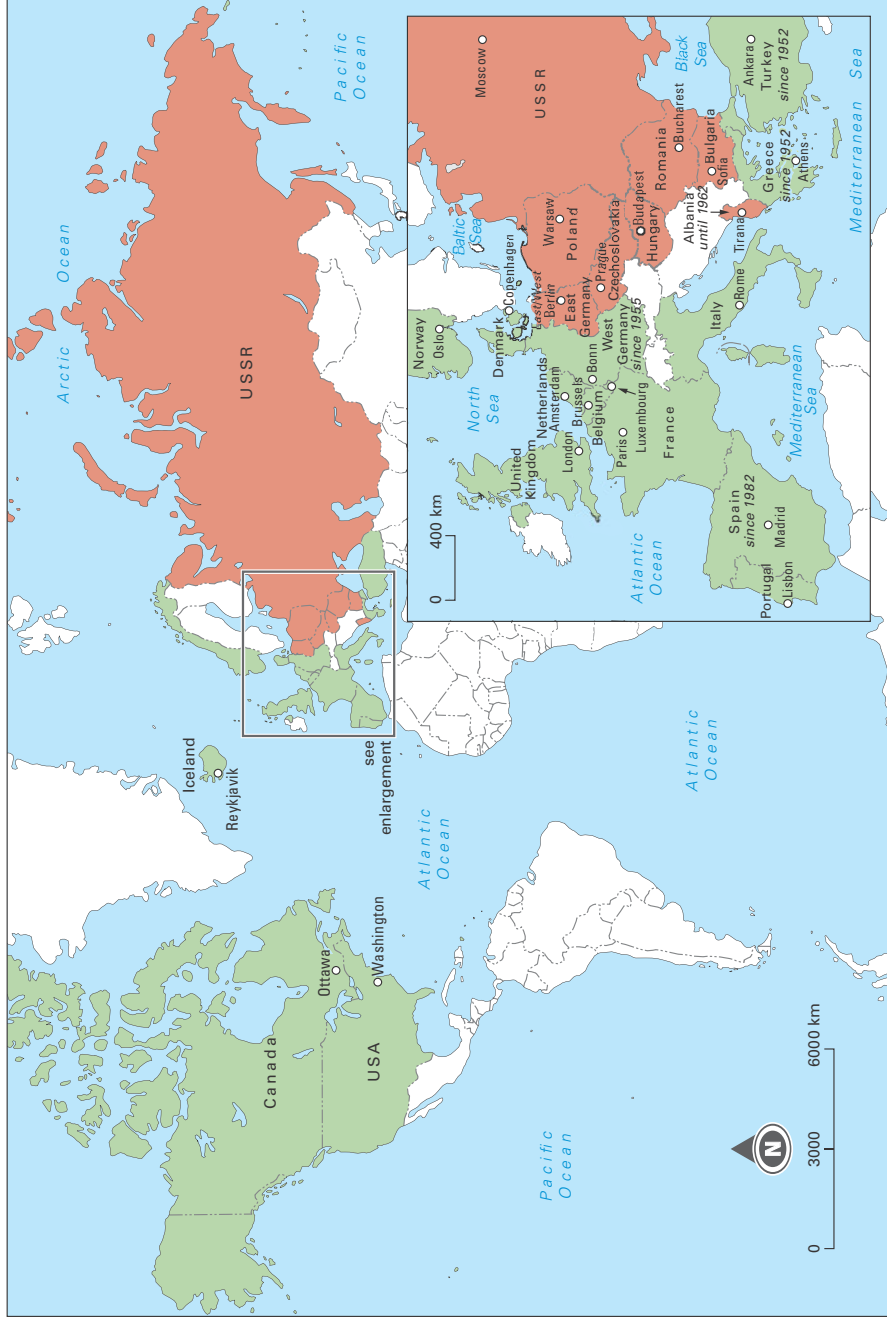 Arctic Ocean
Pacific
Ocean
USSR
Iceland
Reykjavik
see
enlargement
Canada
Ottawa
Washington
USA
Atlantic
Ocean
Atlantic
Ocean
Pacific
Ocean
N
0 3000 6000 km
0 400 km
Norway
Oslo
Baltic
Sea
Moscow
USSR
North
Sea
Denmark
Copenhagen
United
Kingdom
London
Netherlands
Amsterdam
Brussels
Belgium
Bonn
East/West
Berlin
East
Germany
Warsaw
Poland
Prague
Czechoslovakia
West
Germany
since 1955
Paris
Luxembourg
France
Budapest
Hungary
Romania
Bucharest
Black
Sea
Atlantic
Ocean
Albania
until 1962
Tirana
Bulgaria
Sofia
Italy
Rome
Spain
since 1982
Madrid
Portugal
Lisbon
Greece
since 1952
Athens
Ankara
Turkey
since 1952
Mediterranean
Sea
Mediterranean Sea